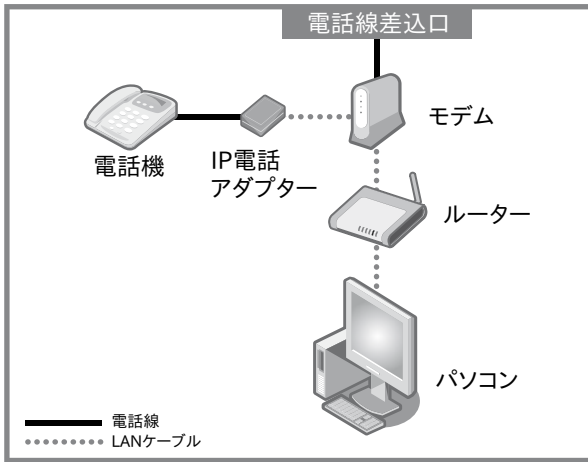 電話線差込口
モデム
電話機
IP電話
アダプター
ルーター
パソコン
電話線
LANケーブル